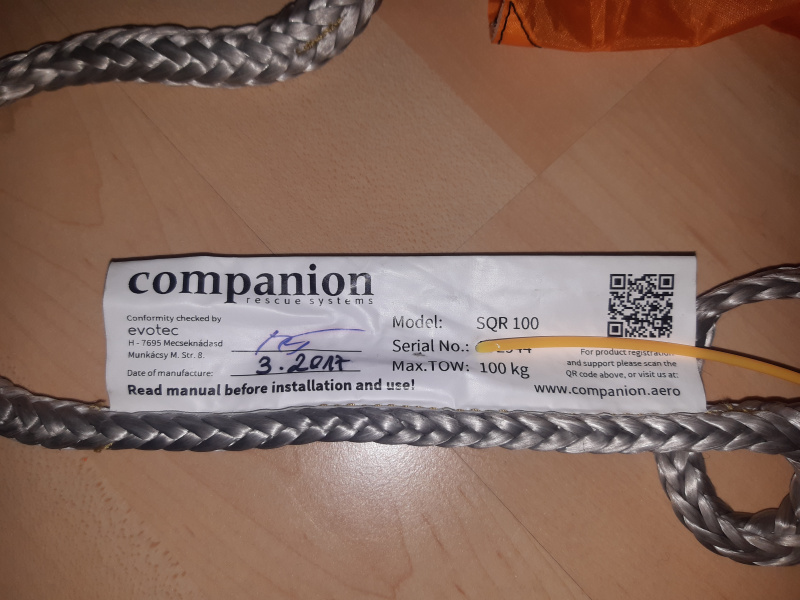 companion
rescue systems
Conformity checked by
evotec
H - 7695 Mecseknádasd
Munkácsy M. Str. 8.
Date of manufacture: 3.2017
Read manual before installation and use!
Model: SQR 100
Serial No.:
Max.TOW: 100 kg
For product registration
and support please scan the
QR code above, or visit us at:
www.companion.aero